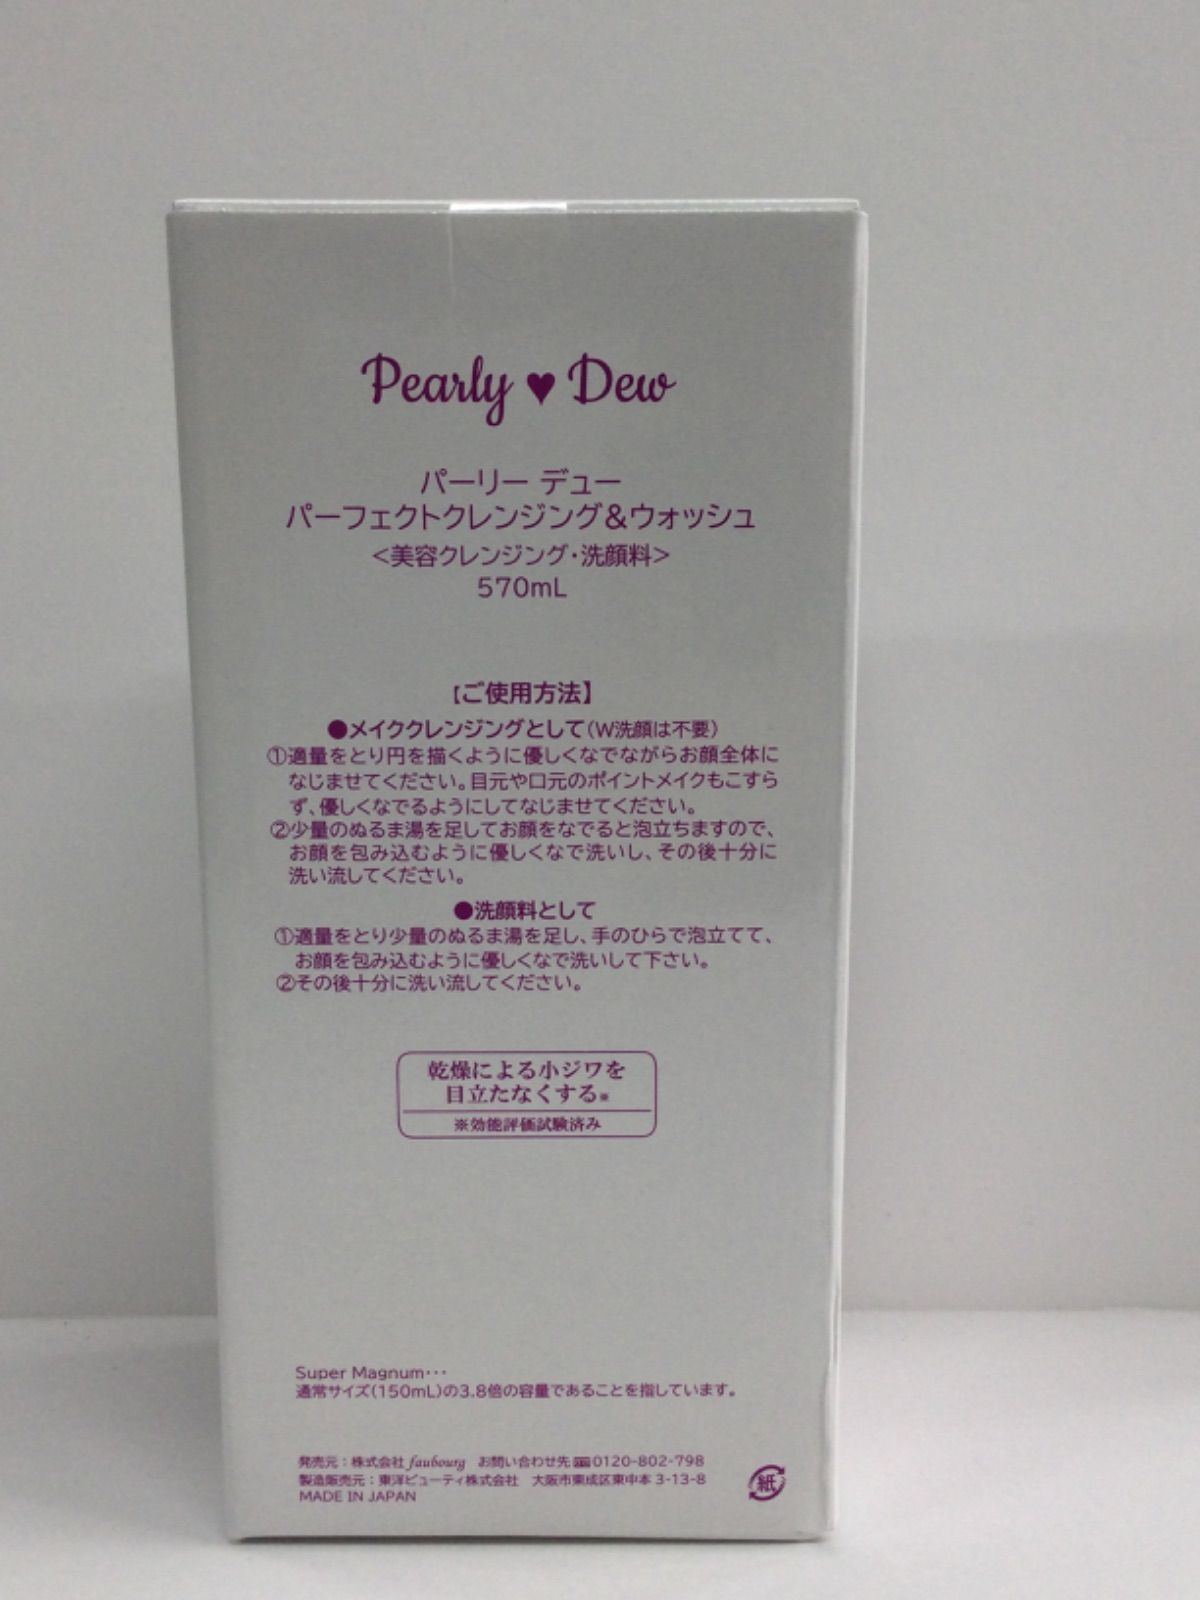 Pearly ♥ Dew
パーリー デュー
パーフェクトクレンジング&ウォッシュ
<美容クレンジング・洗顔料>
570mL
【ご使用方法】
●メイククレンジングとして(W洗顔は不要)
①適量をとり円を描くように優しくなでながらお顔全体に
なじませてください。目元や口元のポイントメイクもこすら
ず、優しくなでるようにしてなじませてください。
②少量のぬるま湯を足してお顔をなでると泡立ちますので、
お顔を包み込むように優しくなで洗いし、その後十分に
洗い流してください。
●洗顔料として
①適量をとり少量のぬるま湯を足し、手のひらで泡立てて、
お顔を包み込むように優しくなで洗いして下さい。
②その後十分に洗い流してください。
乾燥による小ジワを
目立たなくする※
※効能評価試験済み
Super Magnum…
通常サイズ(150mL)の3.8倍の容量であることを指しています。
発売元:株式会社 faubourg お問い合わせ先 0120-802-798
製造販売元:東洋ビューティ株式会社 大阪市東成区東中本3-13-8
MADE IN JAPAN
紙